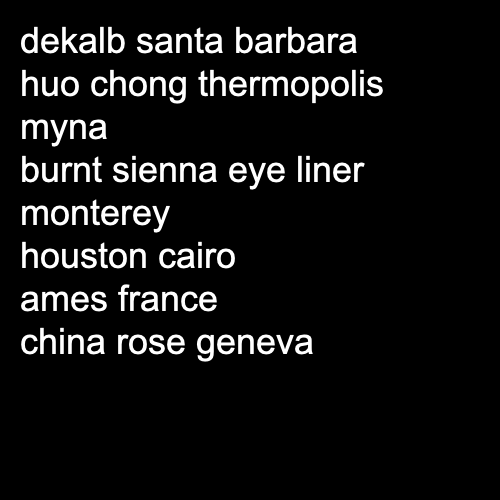 dekalb santa barbara
huo chong thermopolis
myna
burnt sienna eye liner
monterey
houston cairo
ames france
china rose geneva